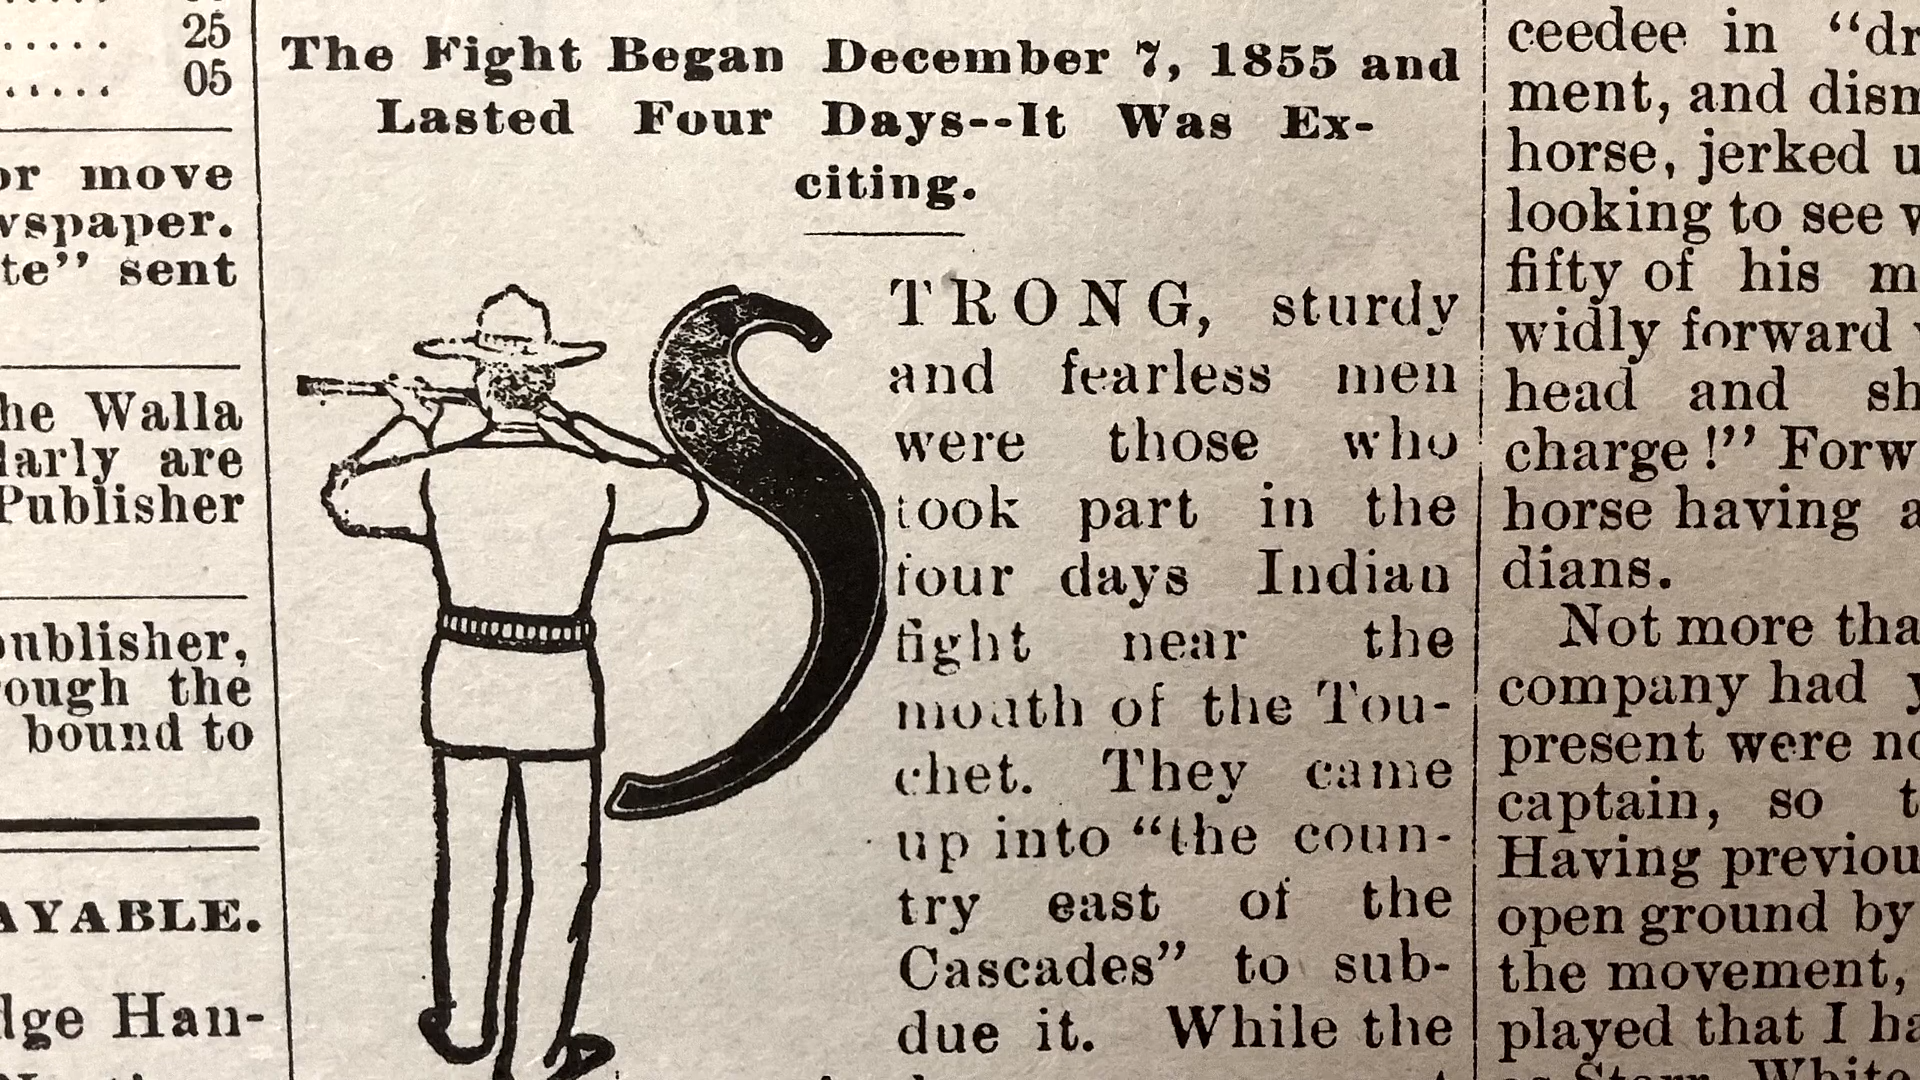 25
05
or move
wspaper.
te" sent
he Walla
larly are
Publisher
publisher,
rough the
bound to
AYABLE.
dge Han-
The Fight Began December 7, 1855 and
Lasted Four Days--It Was Ex-
citing.
STRONG, sturdy
and fearless men
were those who
took part in the
four days Indian
fight near the
mouth of the Tou-
chet. They came
up into "the coun-
try east of the
Cascades" to sub-
due it. While the
ceedee in "dr
ment, and dism
horse, jerked u
looking to see w
fifty of his m
widly forward
head and sh
charge!" Forw
horse having a
dians.
Not more tha
company had y
present were no
captain, so t
Having previou
open ground by
the movement,
played that I ha
as Starr, White